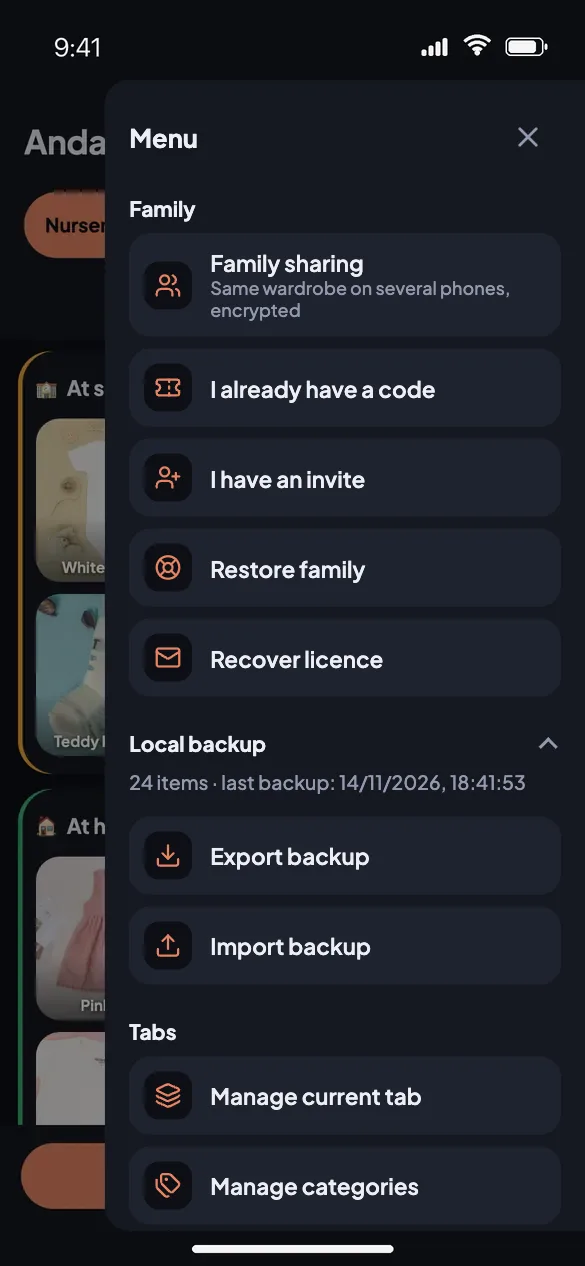 9:41
Anda
Menu
Nurser
Family
Family sharing
Same wardrobe on several phones,
encrypted
I already have a code
At s
White
I have an invite
Restore family
Recover licence
Teddy
Local backup
24 items · last backup: 14/11/2026, 18:41:53
At h
Export backup
Import backup
Pin
Tabs
Manage current tab
Manage categories